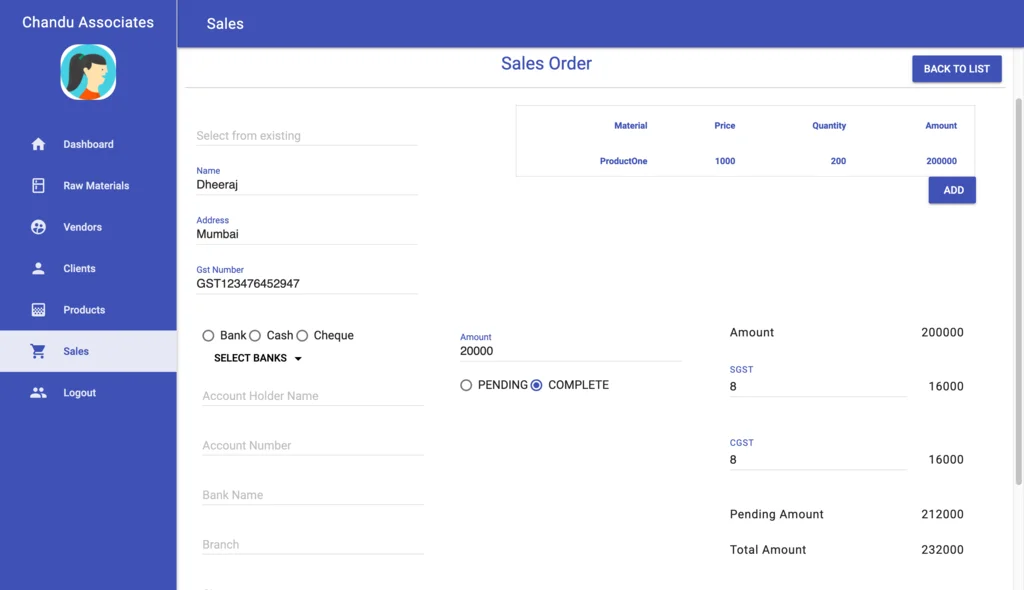 Chandu Associates
Dashboard
Raw Materials
Vendors
Clients
Products
Sales
Logout
Sales
Sales Order
BACK TO LIST
Select from existing
Name
Dheeraj
Address
Mumbai
Gst Number
GST123476452947
Material Price Quantity Amount
ProductOne 1000 200 200000
ADD
Bank Cash Cheque
SELECT BANKS
Account Holder Name
Account Number
Bank Name
Branch
Amount
20000
PENDING COMPLETE
Amount 200000
SGST
8 16000
CGST
8 16000
Pending Amount 212000
Total Amount 232000